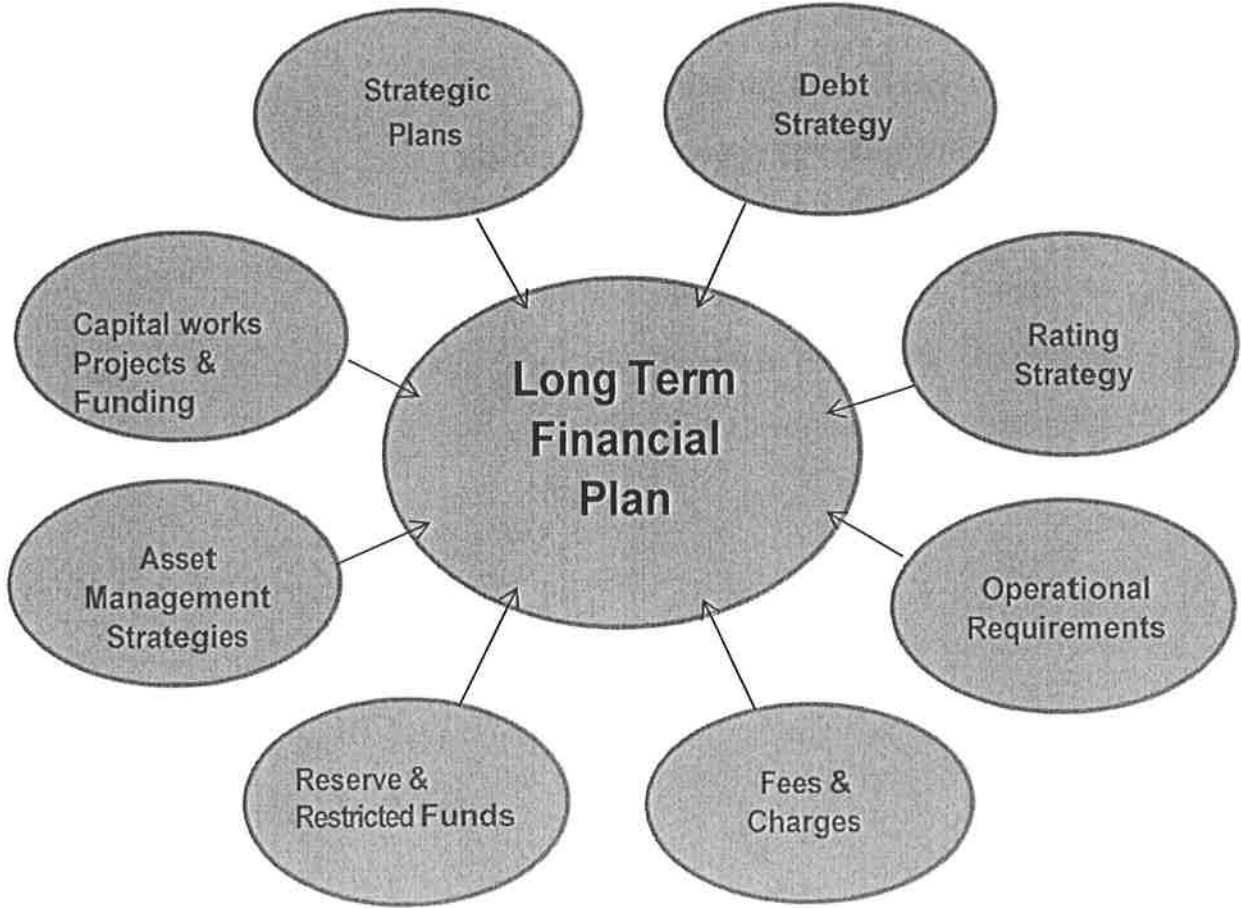 Strategic
Plans
Debt
Strategy
Capital works
Projects &
Funding
Long Term
Financial
Plan
Rating
Strategy
Asset
Management
Strategies
Operational
Requirements
Reserve &
Restricted Funds
Fees &
Charges